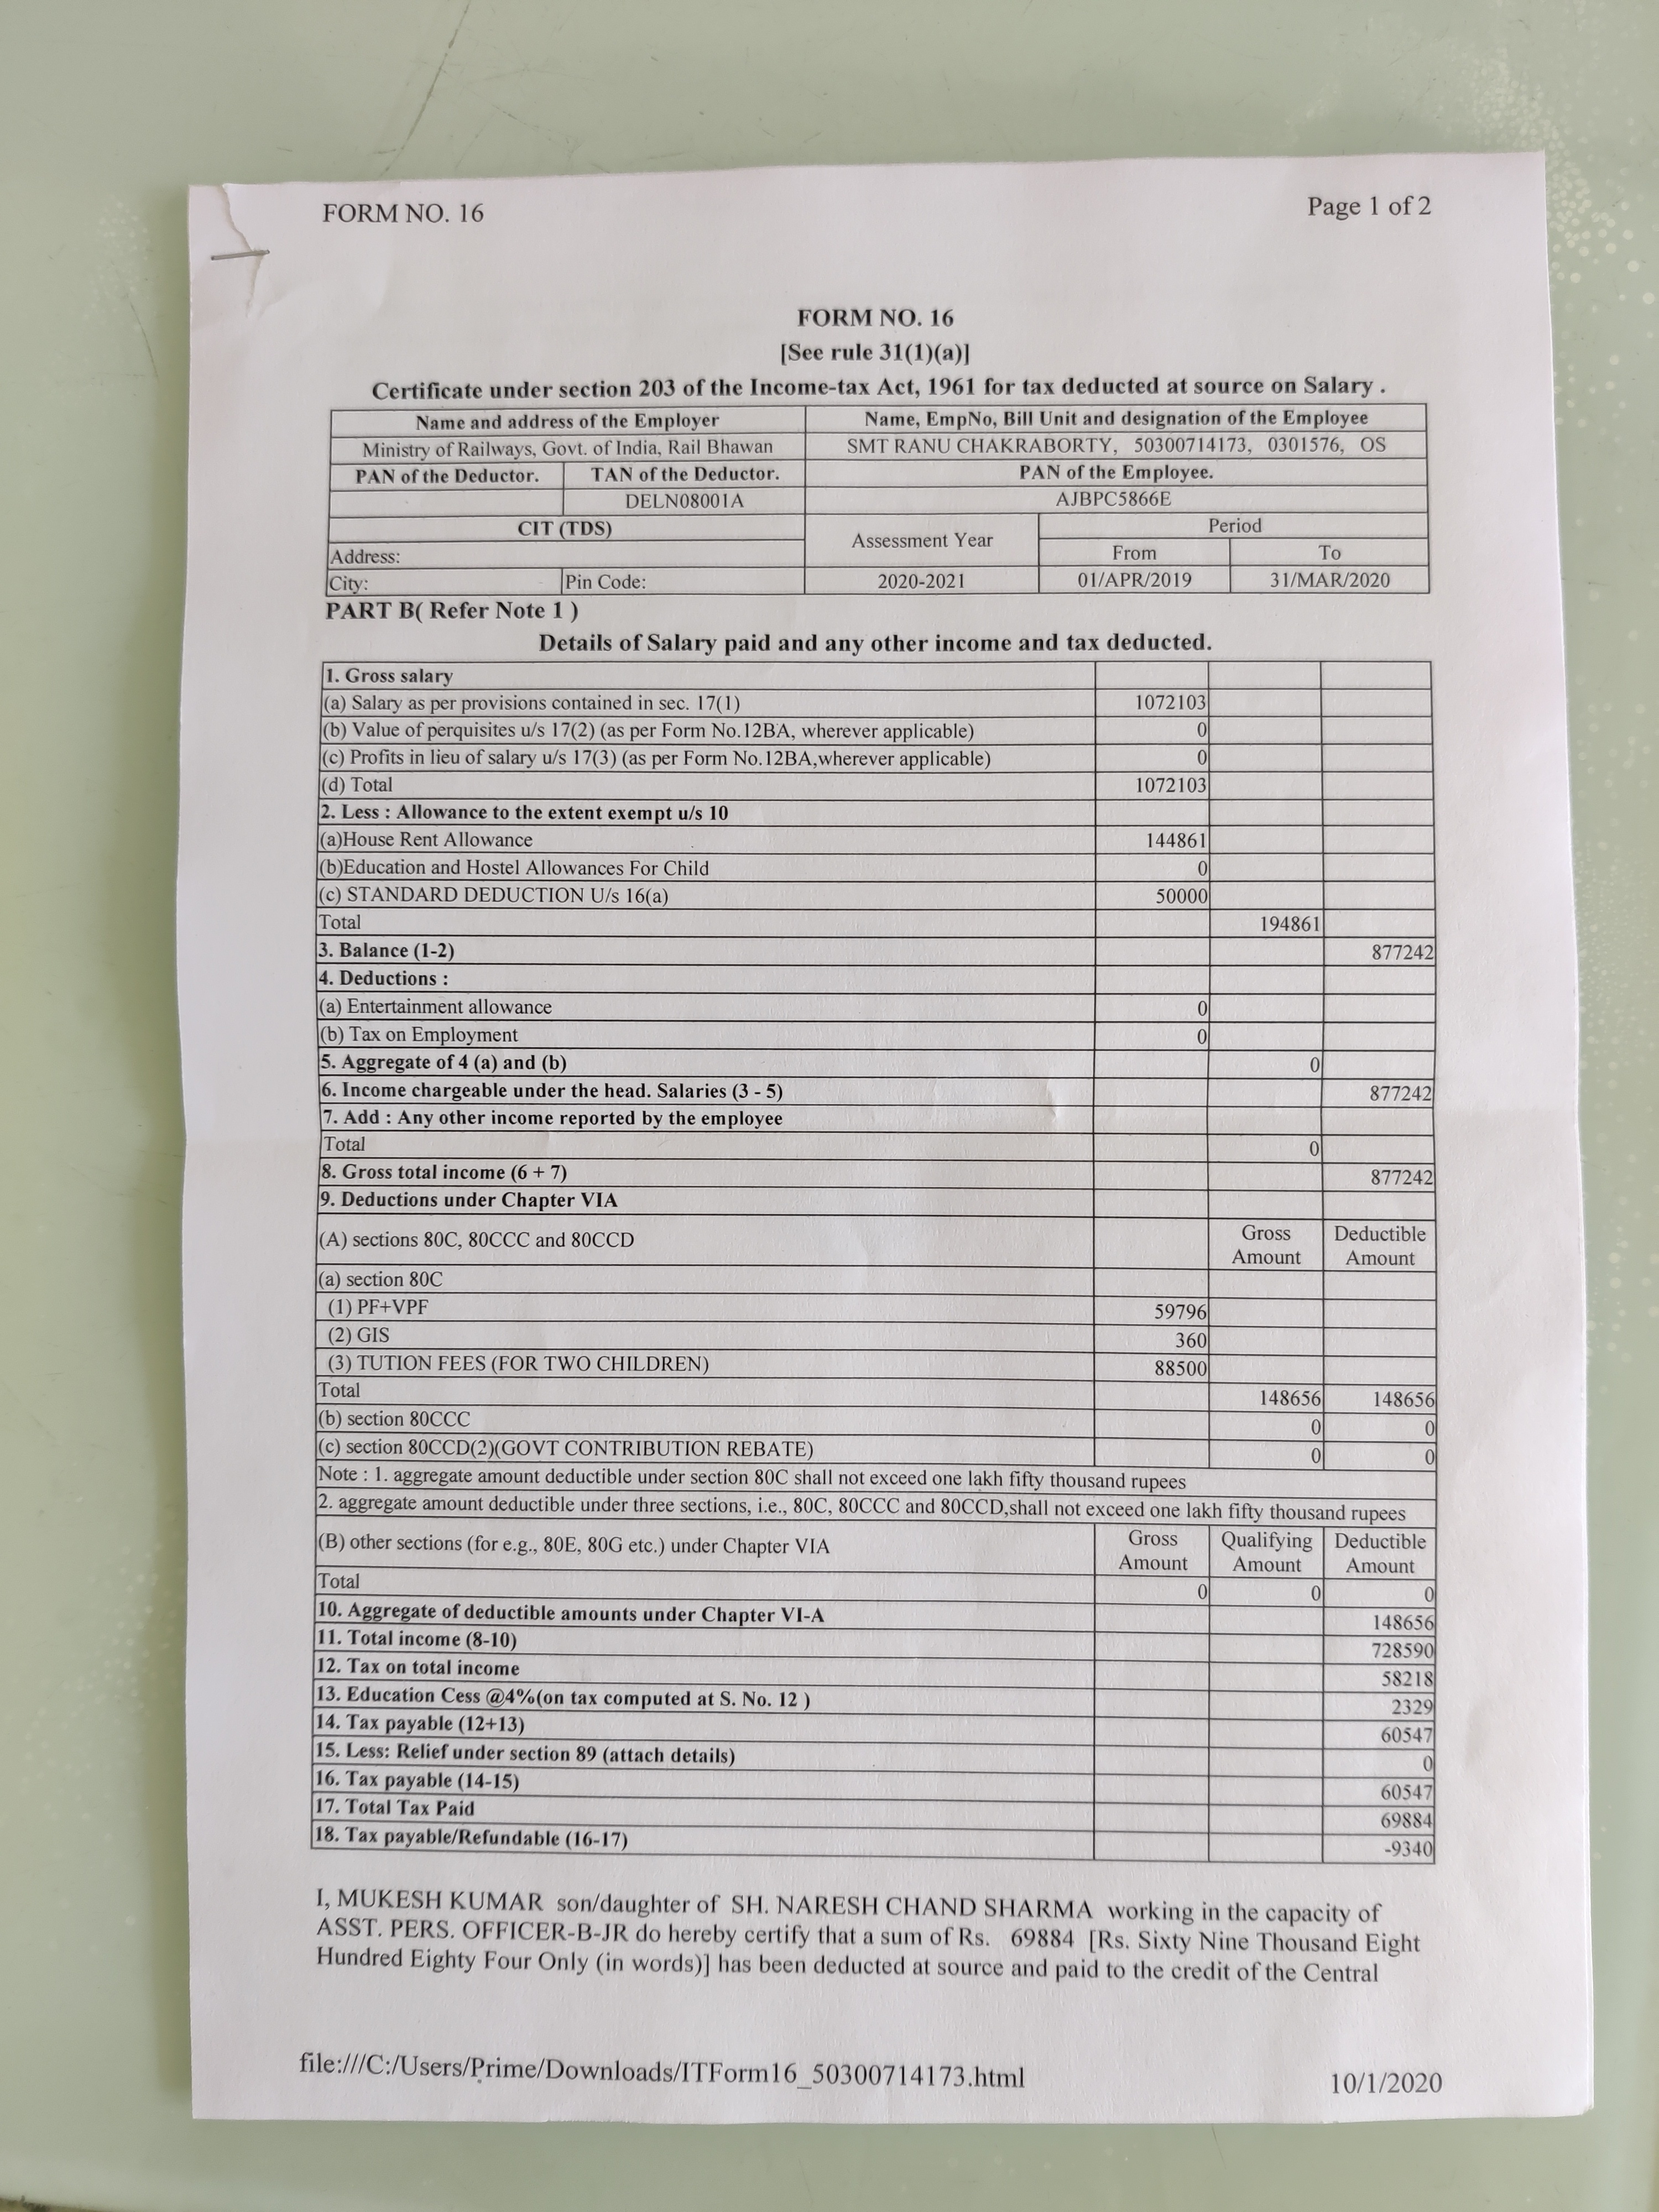 FORM NO. 16 Page 1 of 2
FORM NO. 16
[See rule 31(1)(a)]
Certificate under section 203 of the Income-tax Act, 1961 for tax deducted at source on Salary .
Name and address of the Employer Name, EmpNo, Bill Unit and designation of the Employee
Ministry of Railways, Govt. of India, Rail Bhawan SMT RANU CHAKRABORTY, 50300714173, 0301576, OS
PAN of the Deductor. TAN of the Deductor. PAN of the Employee.
DELN08001A AJBPC5866E
CIT (TDS) Assessment Year Period
Address: From To
City: Pin Code: 2020-2021 01/APR/2019 31/MAR/2020
PART B( Refer Note 1 )
Details of Salary paid and any other income and tax deducted.
1. Gross salary
(a) Salary as per provisions contained in sec. 17(1) 1072103
(b) Value of perquisites u/s 17(2) (as per Form No.12BA, wherever applicable) 0
(c) Profits in lieu of salary u/s 17(3) (as per Form No.12BA,wherever applicable) 0
(d) Total 1072103
2. Less : Allowance to the extent exempt u/s 10
(a)House Rent Allowance 144861
(b)Education and Hostel Allowances For Child 0
(c) STANDARD DEDUCTION U/s 16(a) 50000
Total 194861
3. Balance (1-2) 877242
4. Deductions :
(a) Entertainment allowance 0
(b) Tax on Employment 0
5. Aggregate of 4 (a) and (b) 0
6. Income chargeable under the head. Salaries (3 - 5) 877242
7. Add : Any other income reported by the employee
Total 0
8. Gross total income (6 + 7) 877242
9. Deductions under Chapter VIA
(A) sections 80C, 80CCC and 80CCD Gross Amount Deductible Amount
(a) section 80C
(1) PF+VPF 59796
(2) GIS 360
(3) TUTION FEES (FOR TWO CHILDREN) 88500
Total 148656 148656
(b) section 80CCC 0 0
(c) section 80CCD(2)(GOVT CONTRIBUTION REBATE) 0 0
Note : 1. aggregate amount deductible under section 80C shall not exceed one lakh fifty thousand rupees
2. aggregate amount deductible under three sections, i.e., 80C, 80CCC and 80CCD,shall not exceed one lakh fifty thousand rupees
(B) other sections (for e.g., 80E, 80G etc.) under Chapter VIA Gross Amount Qualifying Amount Deductible Amount
Total 0 0 0
10. Aggregate of deductible amounts under Chapter VI-A 148656
11. Total income (8-10) 728590
12. Tax on total income 58218
13. Education Cess @4%(on tax computed at S. No. 12 ) 2329
14. Tax payable (12+13) 60547
15. Less: Relief under section 89 (attach details) 0
16. Tax payable (14-15) 60547
17. Total Tax Paid 69884
18. Tax payable/Refundable (16-17) -9340
I, MUKESH KUMAR son/daughter of SH. NARESH CHAND SHARMA working in the capacity of
ASST. PERS. OFFICER-B-JR do hereby certify that a sum of Rs. 69884 [Rs. Sixty Nine Thousand Eight
Hundred Eighty Four Only (in words)] has been deducted at source and paid to the credit of the Central
file:///C:/Users/Prime/Downloads/ITForm16_50300714173.html 10/1/2020